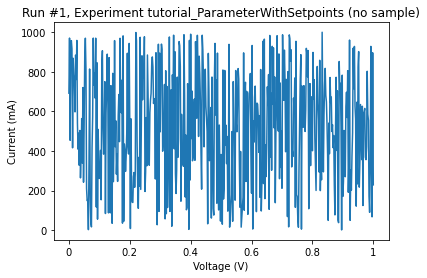 Run #1, Experiment tutorial_ParameterWithSetpoints (no sample)
1000
800
600
400
200
0
Current (mA)
0 0.2 0.4 0.6 0.8 1
Voltage (V)